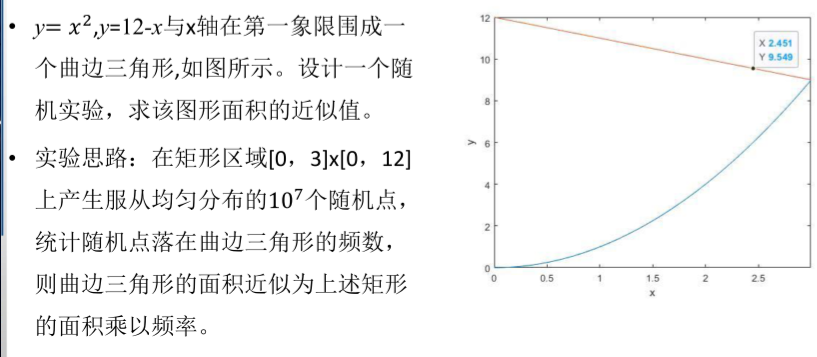 • y= x²,y=12-x与x轴在第一象限围成一
个曲边三角形,如图所示。设计一个随
机实验，求该图形面积的近似值。
• 实验思路：在矩形区域[0，3]x[0，12]
上产生服从均匀分布的10⁷个随机点，
统计随机点落在曲边三角形的频数，
则曲边三角形的面积近似为上述矩形
的面积乘以频率。
12
10
8
6
4
2
0
y
X 2.451
Y 9.549
0 0.5 1 1.5 2 2.5
x